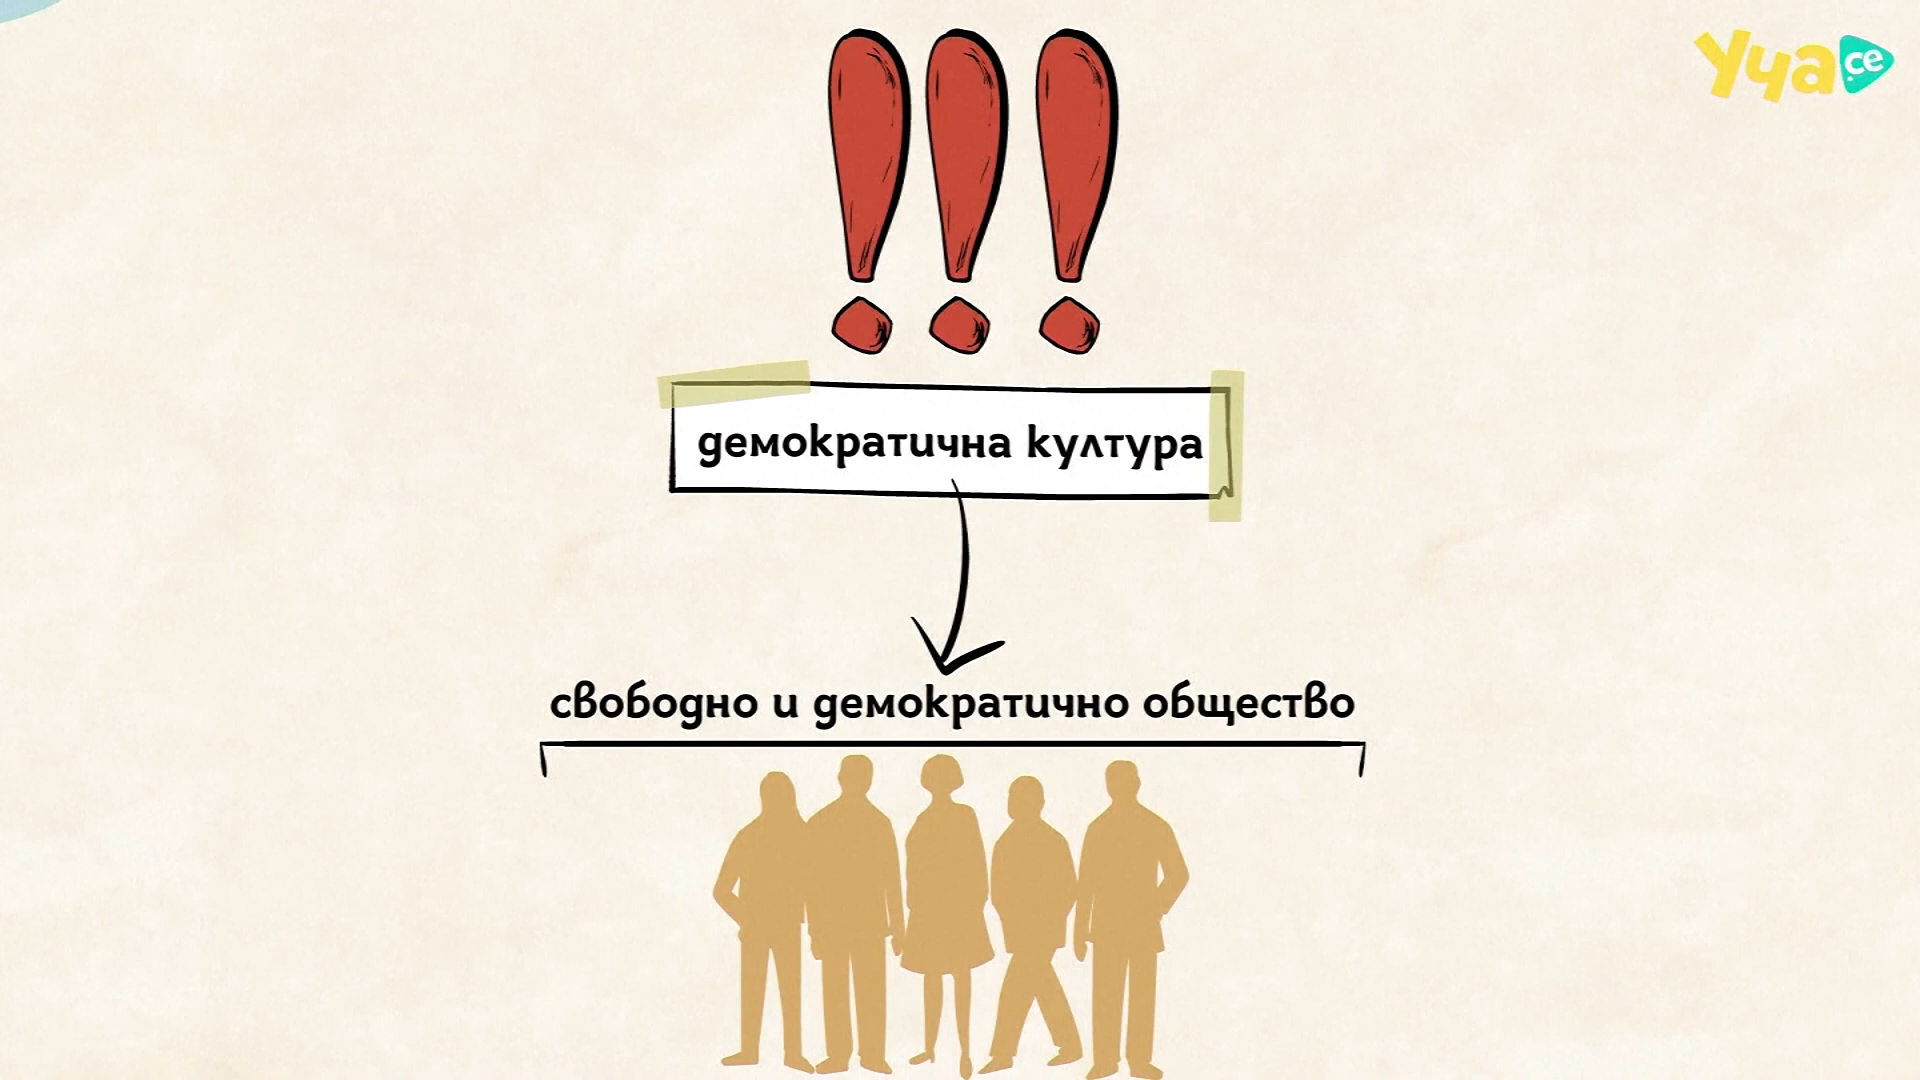 Уча.се
демократична култура
свободно и демократично общество